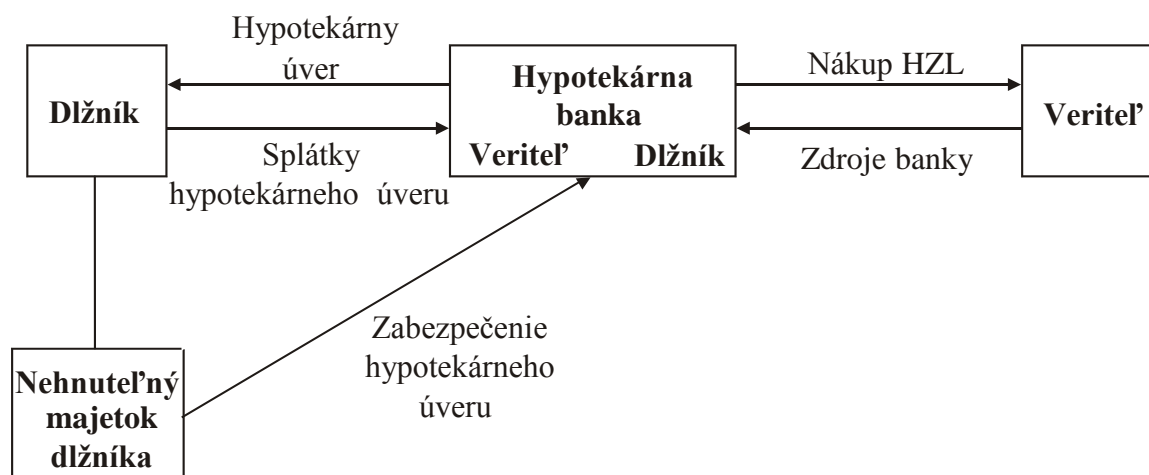 Hypotekárny
úver
Dlžník
Splátky
hypotekárneho úveru
Hypotekárna
banka
Veriteľ Dlžník
Nákup HZL
Zdroje banky
Veriteľ
Zabezpečenie
hypotekárneho
úveru
Nehnuteľný
majetok
dlžníka